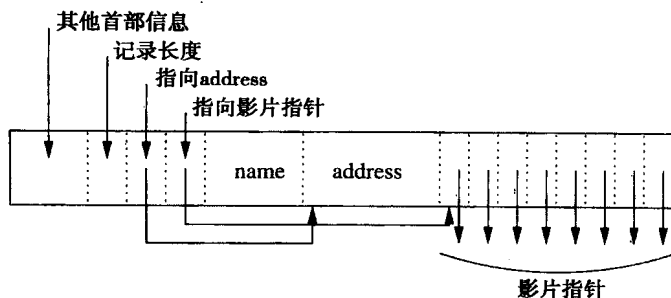 其他首部信息
记录长度
指向address
指向影片指针
name
address
影片指针